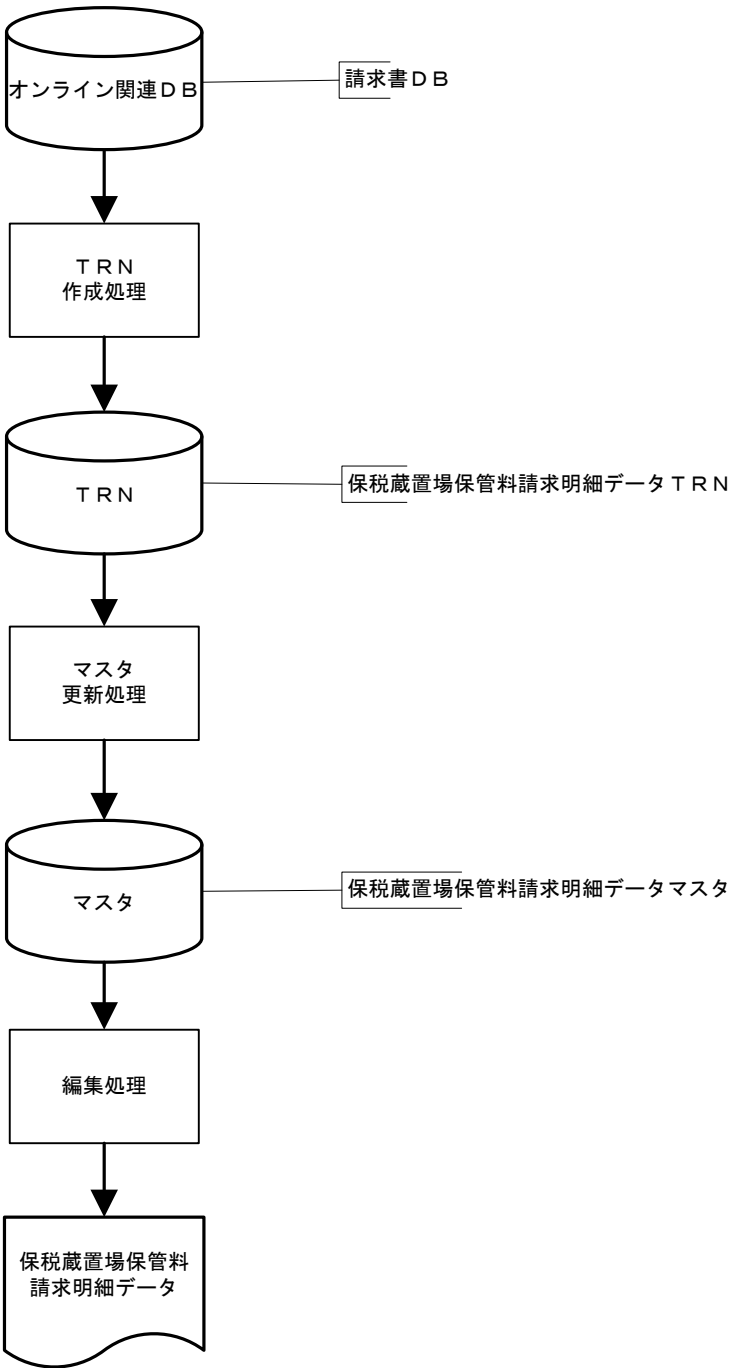 オンライン関連ＤＢ
請求書ＤＢ
ＴＲＮ
作成処理
ＴＲＮ
保税蔵置場保管料請求明細データＴＲＮ
マスタ
更新処理
マスタ
保税蔵置場保管料請求明細データマスタ
編集処理
保税蔵置場保管料
請求明細データ